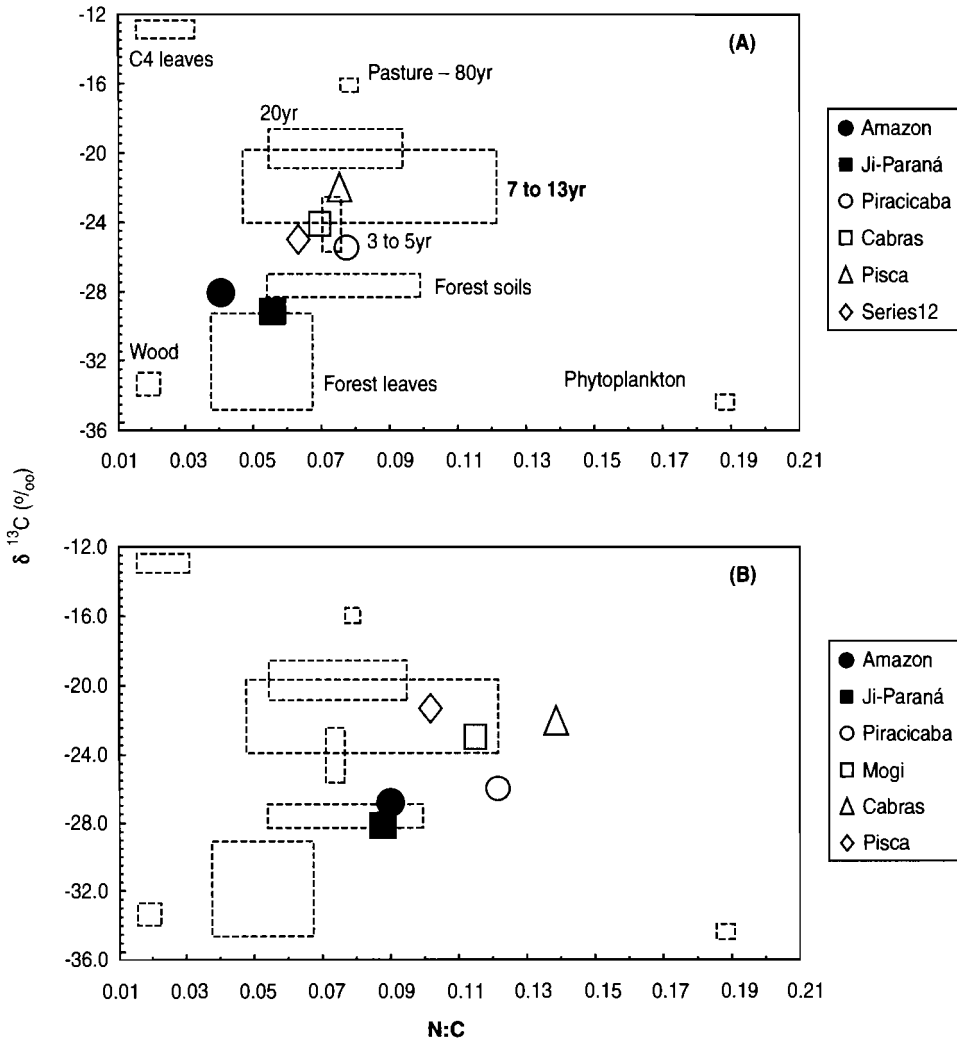 -12
(A)
C4 leaves
Pasture – 80yr
-16
20yr
-20
7 to 13yr
-24
3 to 5yr
-28
Forest soils
Wood
-32
Forest leaves
Phytoplankton
-36
0.01 0.03 0.05 0.07 0.09 0.11 0.13 0.15 0.17 0.19 0.21
Amazon
Ji-Paraná
Piracicaba
Cabras
Pisca
Series12
δ ¹³C (º/ₒₒ)
-12.0
(B)
-16.0
-20.0
-24.0
-28.0
-32.0
-36.0
0.01 0.03 0.05 0.07 0.09 0.11 0.13 0.15 0.17 0.19 0.21
N:C
Amazon
Ji-Paraná
Piracicaba
Mogi
Cabras
Pisca